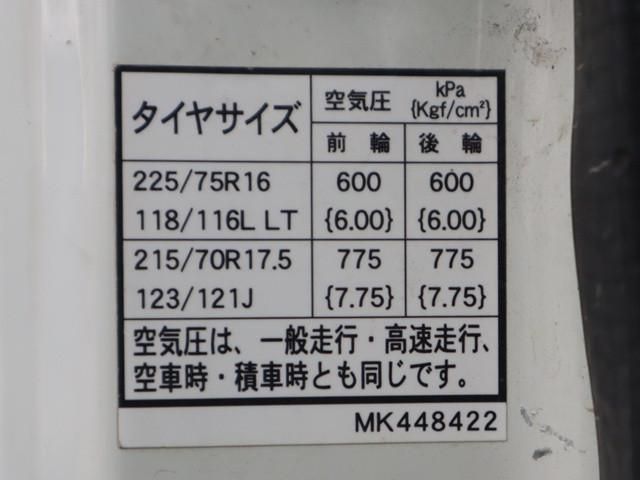 タイヤサイズ 空気圧 kPa {Kgf/cm²}
前輪 後輪
225/75R16 600 600
118/116L LT {6.00} {6.00}
215/70R17.5 775 775
123/121J {7.75} {7.75}
空気圧は、一般走行・高速走行、
空車時・積車時とも同じです。
MK448422